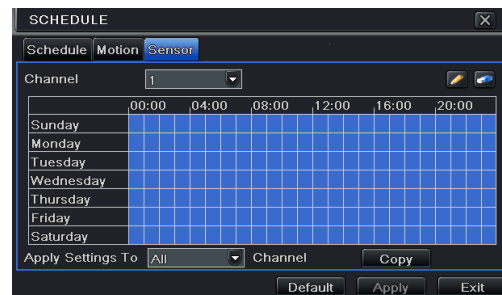 SCHEDULE
Schedule Motion Sensor
Channel 1
00:00 04:00 08:00 12:00 16:00 20:00
Sunday
Monday
Tuesday
Wednesday
Thursday
Friday
Saturday
Apply Settings To All Channel Copy
Default Apply Exit